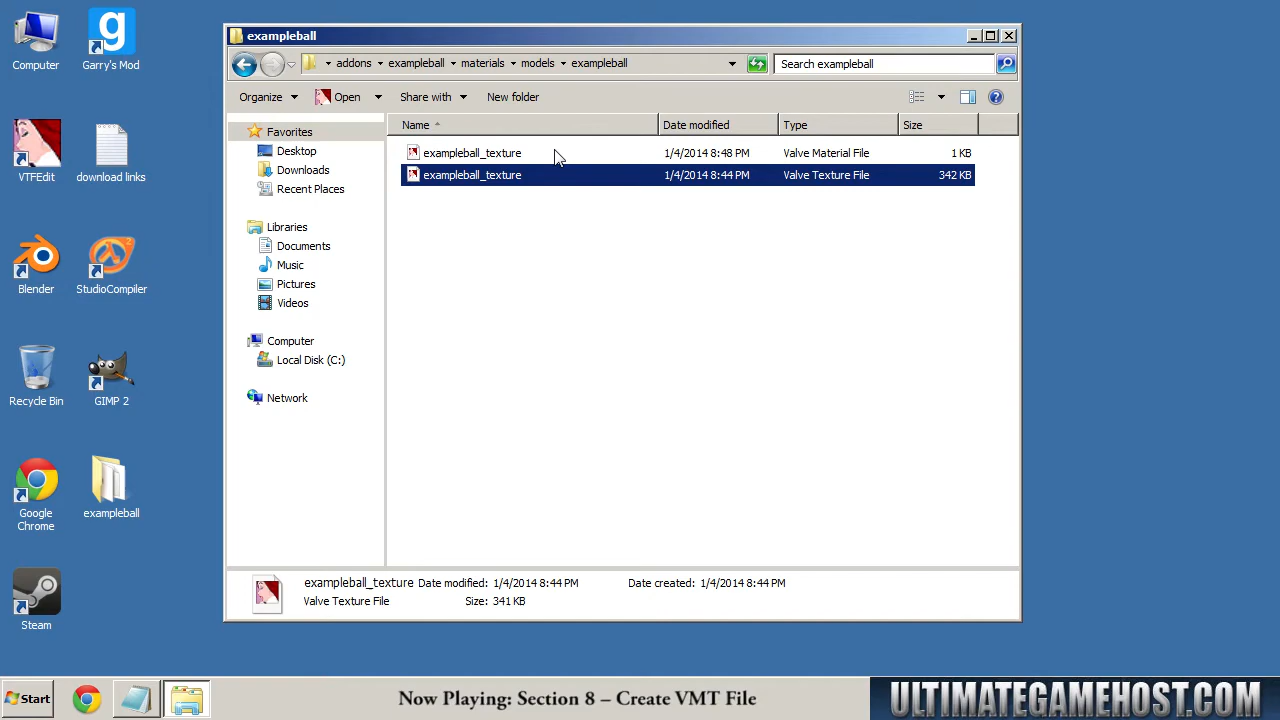 Computer
Garry's Mod
VTFEdit
download links
Blender
StudioCompiler
Recycle Bin
GIMP 2
Google
Chrome
exampleball
Steam
exampleball
addons exampleball materials models exampleball
Search exampleball
Organize Open Share with New folder
Favorites
Desktop
Downloads
Recent Places
Libraries
Documents
Music
Pictures
Videos
Computer
Local Disk (C:)
Network
Name Date modified Type Size
exampleball_texture 1/4/2014 8:48 PM Valve Material File 1 KB
exampleball_texture 1/4/2014 8:44 PM Valve Texture File 342 KB
exampleball_texture Date modified: 1/4/2014 8:44 PM Date created: 1/4/2014 8:44 PM
Valve Texture File Size: 341 KB
Start
Now Playing: Section 8 – Create VMT File
ULTIMATEGAMEHOST.COM